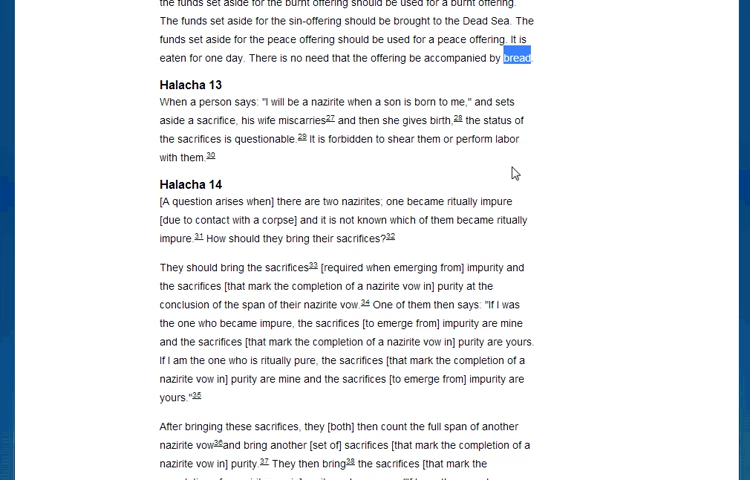 the funds set aside for the burnt offering should be used for a burnt offering.
The funds set aside for the sin-offering should be brought to the Dead Sea. The
funds set aside for the peace offering should be used for a peace offering. It is
eaten for one day. There is no need that the offering be accompanied by bread.
Halacha 13
When a person says: "I will be a nazirite when a son is born to me," and sets
aside a sacrifice, his wife miscarries27 and then she gives birth,28 the status of
the sacrifices is questionable.29 It is forbidden to shear them or perform labor
with them.30
Halacha 14
[A question arises when] there are two nazirites; one became ritually impure
[due to contact with a corpse] and it is not known which of them became ritually
impure.31 How should they bring their sacrifices?32
They should bring the sacrifices33 [required when emerging from] impurity and
the sacrifices [that mark the completion of a nazirite vow in] purity at the
conclusion of the span of their nazirite vow.34 One of them then says: "If I was
the one who became impure, the sacrifices [to emerge from] impurity are mine
and the sacrifices [that mark the completion of a nazirite vow in] purity are yours.
If I am the one who is ritually pure, the sacrifices [that mark the completion of a
nazirite vow in] purity are mine and the sacrifices [to emerge from] impurity are
yours."35
After bringing these sacrifices, they [both] then count the full span of another
nazirite vow36and bring another [set of] sacrifices [that mark the completion of a
nazirite vow in] purity.37 They then bring38 the sacrifices [that mark the